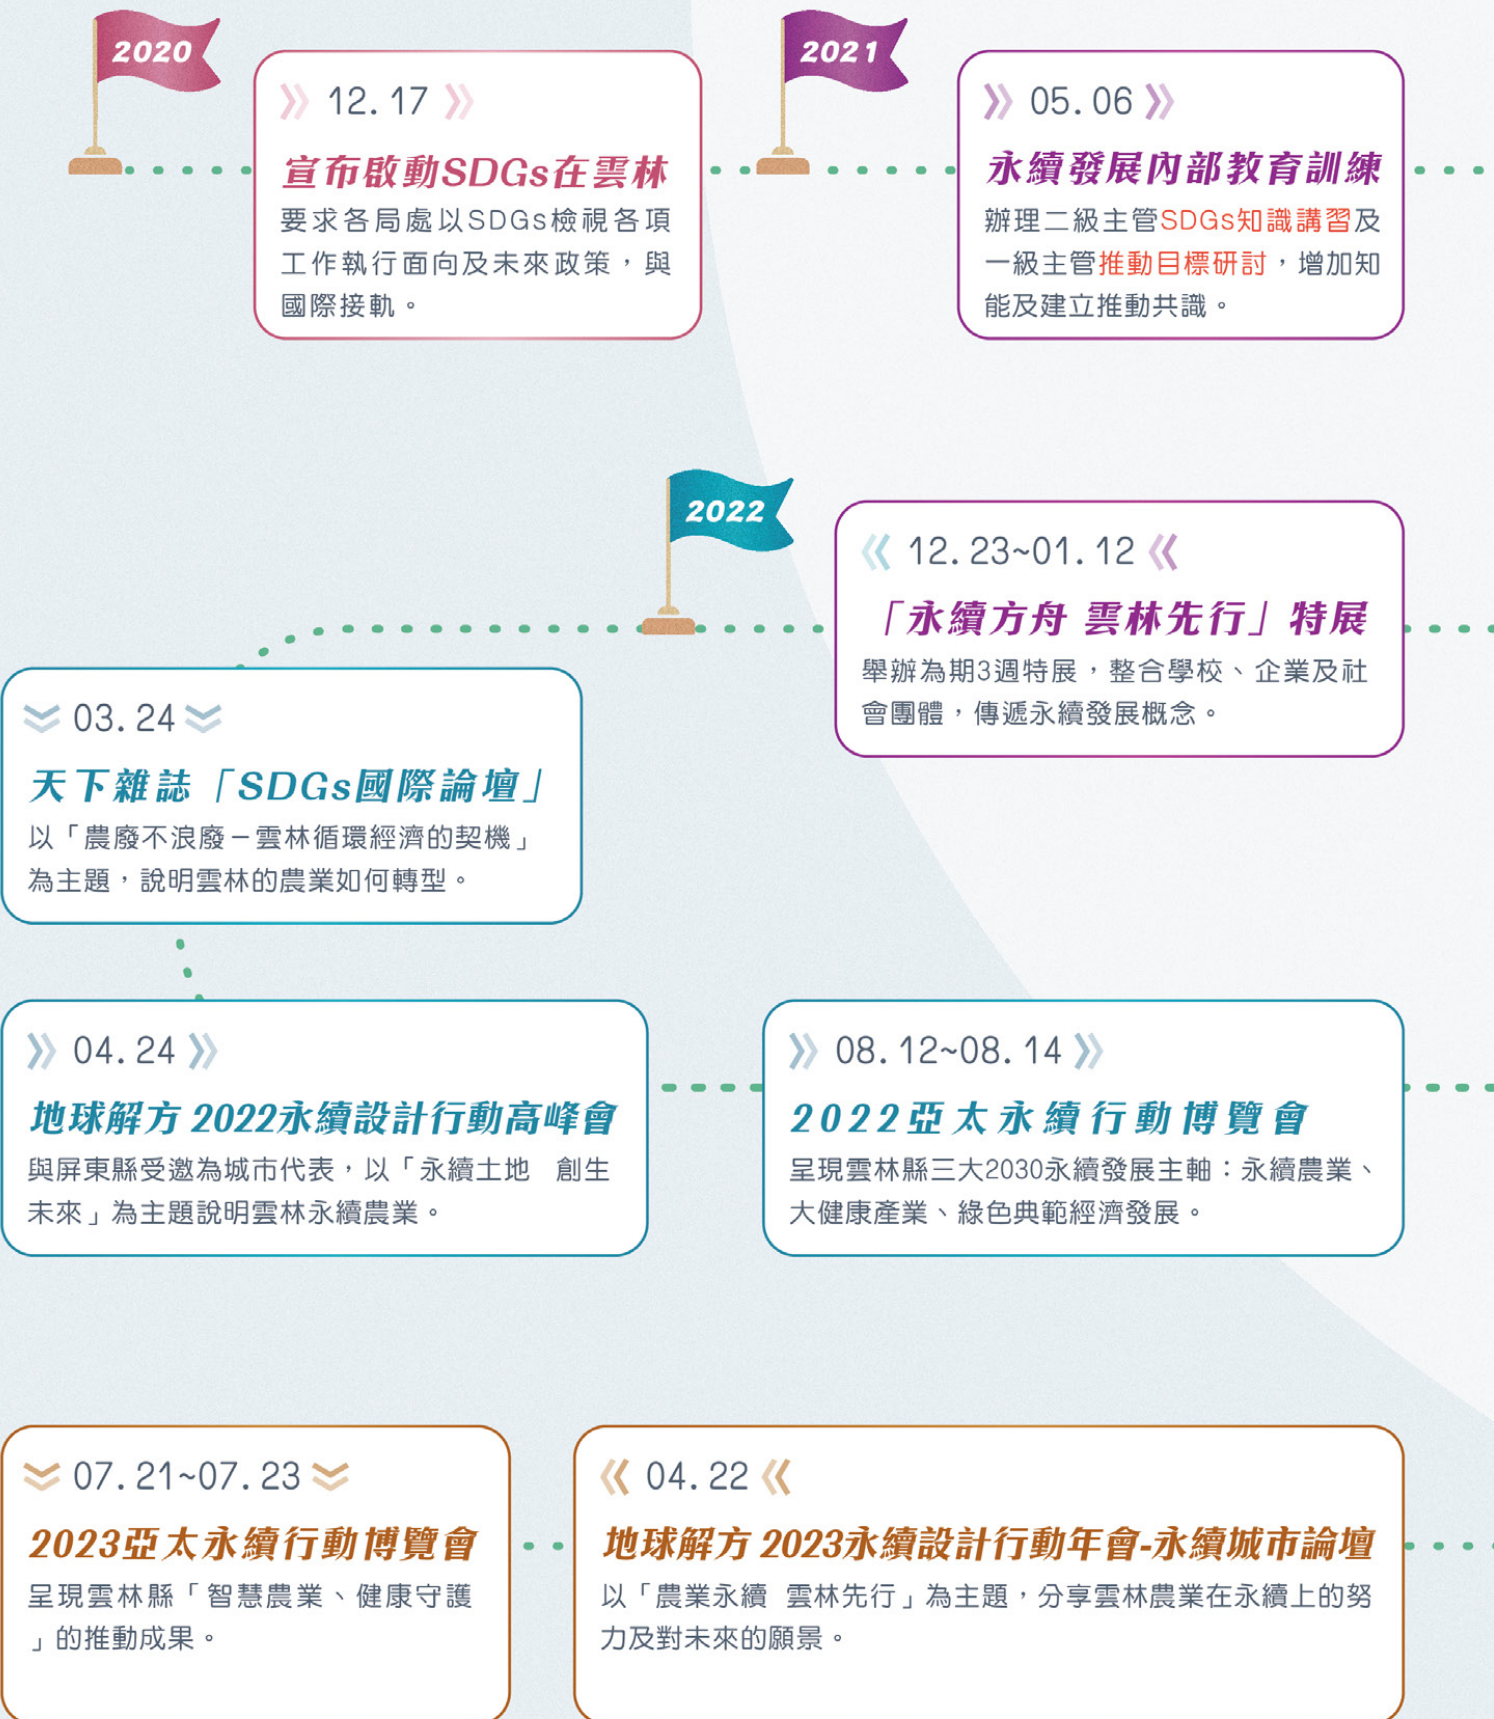 2020
12.17
宣布啟動SDGs在雲林
要求各局處以SDGs檢視各項
工作執行面向及未來政策，與
國際接軌。
2021
05.06
永續發展內部教育訓練
辦理二級主管SDGs知識講習及
一級主管推動目標研討，增加知
能及建立推動共識。
12.23~01.12
「永續方舟 雲林先行」特展
舉辦為期3週特展，整合學校、企業及社
會團體，傳遞永續發展概念。
2022
03.24
天下雜誌「SDGs國際論壇」
以「農廢不浪廢－雲林循環經濟的契機」
為主題，說明雲林的農業如何轉型。
04.24
地球解方 2022永續設計行動高峰會
與屏東縣受邀為城市代表，以「永續土地 創生
未來」為主題說明雲林永續農業。
08.12~08.14
2022亞太永續行動博覽會
呈現雲林縣三大2030永續發展主軸：永續農業、
大健康產業、綠色典範經濟發展。
04.22
地球解方 2023永續設計行動年會-永續城市論壇
以「農業永續 雲林先行」為主題，分享雲林農業在永續上的努
力及對未來的願景。
07.21~07.23
2023亞太永續行動博覽會
呈現雲林縣「智慧農業、健康守護
」的推動成果。